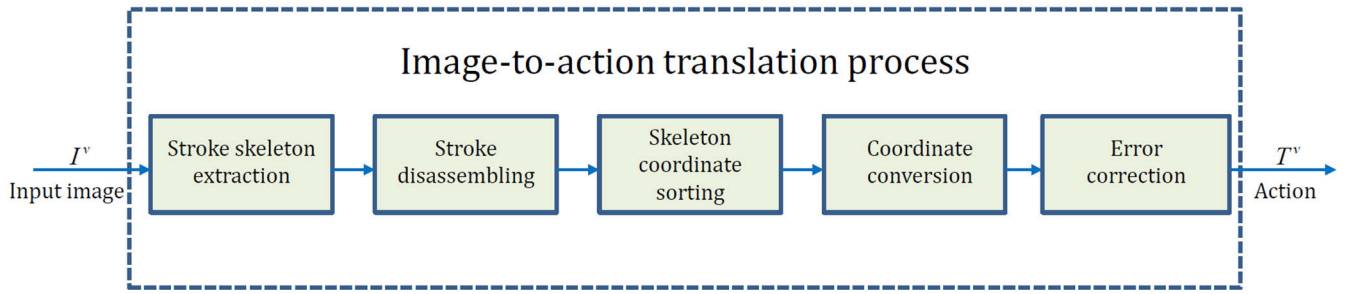 Image-to-action translation process
I^v
Input image
Stroke skeleton
extraction
Stroke
disassembling
Skeleton
coordinate
sorting
Coordinate
conversion
Error
correction
T^v
Action